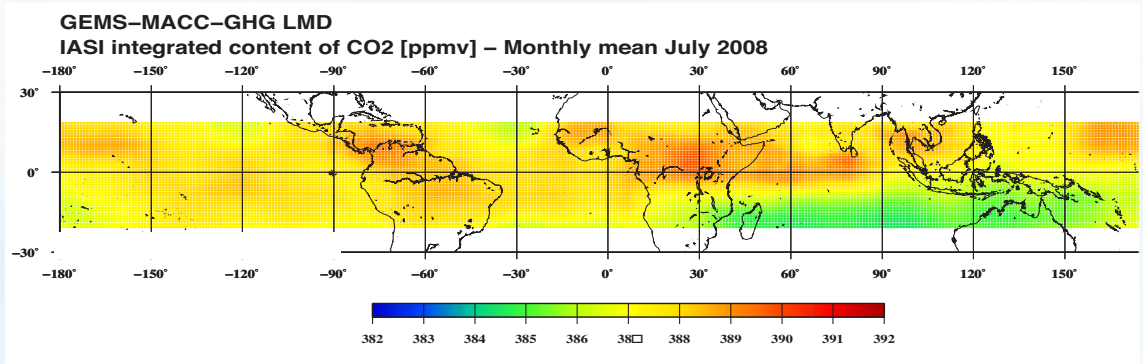 GEMS–MACC–GHG LMD
IASI integrated content of CO2 [ppmv] – Monthly mean July 2008
−180° −150° −120° −90° −60° −30° 0° 30° 60° 90° 120° 150°
30°
0°
−30°
−180° −150° −120° −90° −60° −30° 0° 30° 60° 90° 120° 150°
382 383 384 385 386 38□ 388 389 390 391 392